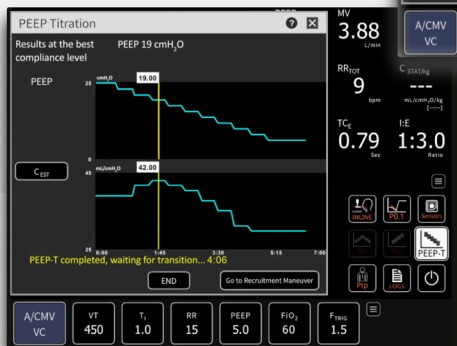 PEEP Titration
Results at the best
compliance level
PEEP 19 cmH2O
PEEP
cmH2O
19.00
25
0
CEST
mL/cmH2O
42.00
45
25
0:00
1:45
3:30
5:15
7:00
PEEP-T completed, waiting for transition... 4:06
END
Go to Recruitment Maneuver
MV
3.88
L/min
A/CMV
VC
RRTOT
9
bpm
C STAT/kg
---
mL/cmH2O/kg
[--:--]
TCE
0.79
Sec
I:E
1:3.0
Ratio
INLINE
P0.1
Sensors
PEEP-T
Ptp
LOGS
A/CMV
VC
VT
450
TI
1.0
RR
15
PEEP
5.0
FiO2
60
FTRIG
1.5